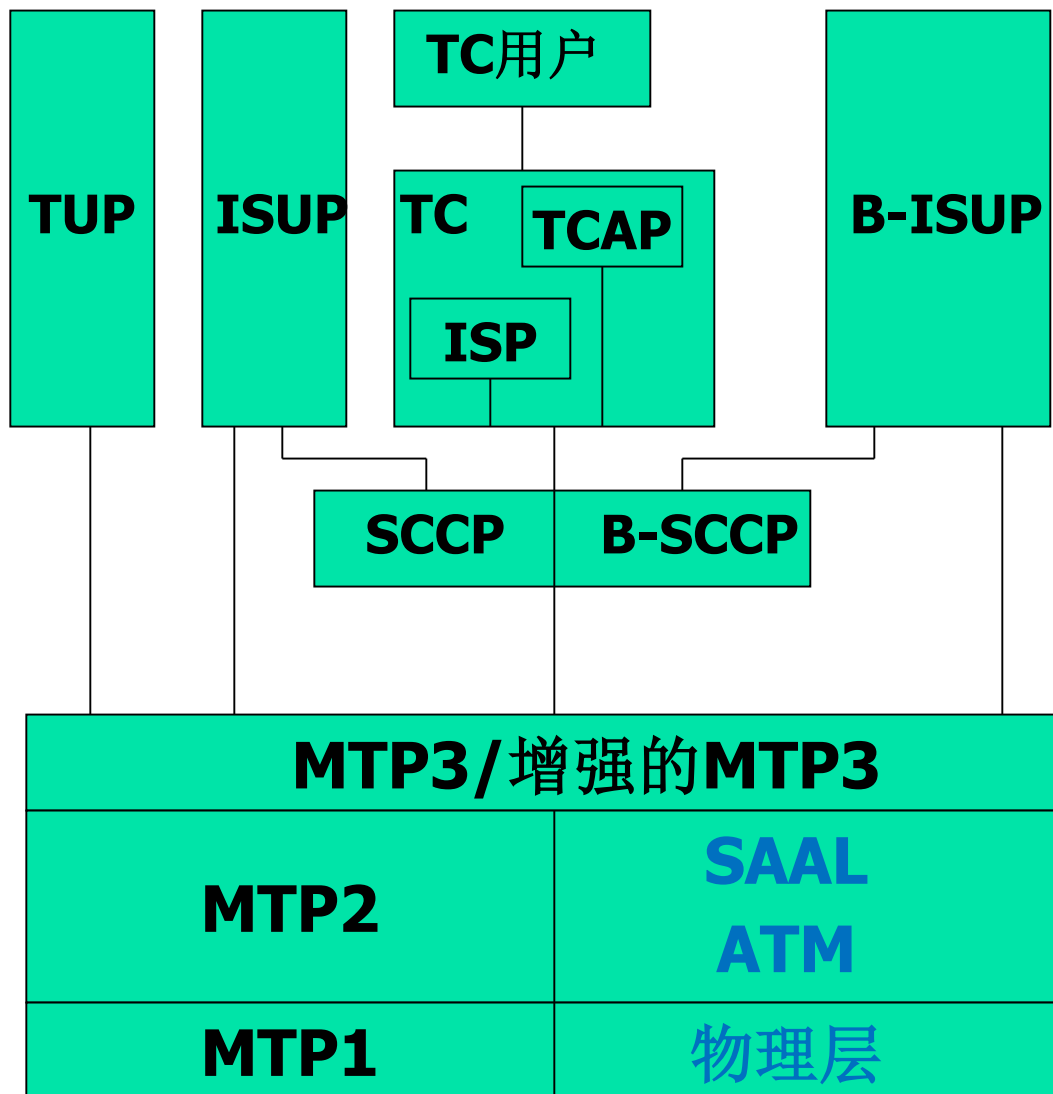 TC用户
TUP
ISUP
TC
TCAP
B-ISUP
ISP
SCCP
B-SCCP
MTP3/增强的MTP3
MTP2
SAAL
ATM
MTP1
物理层